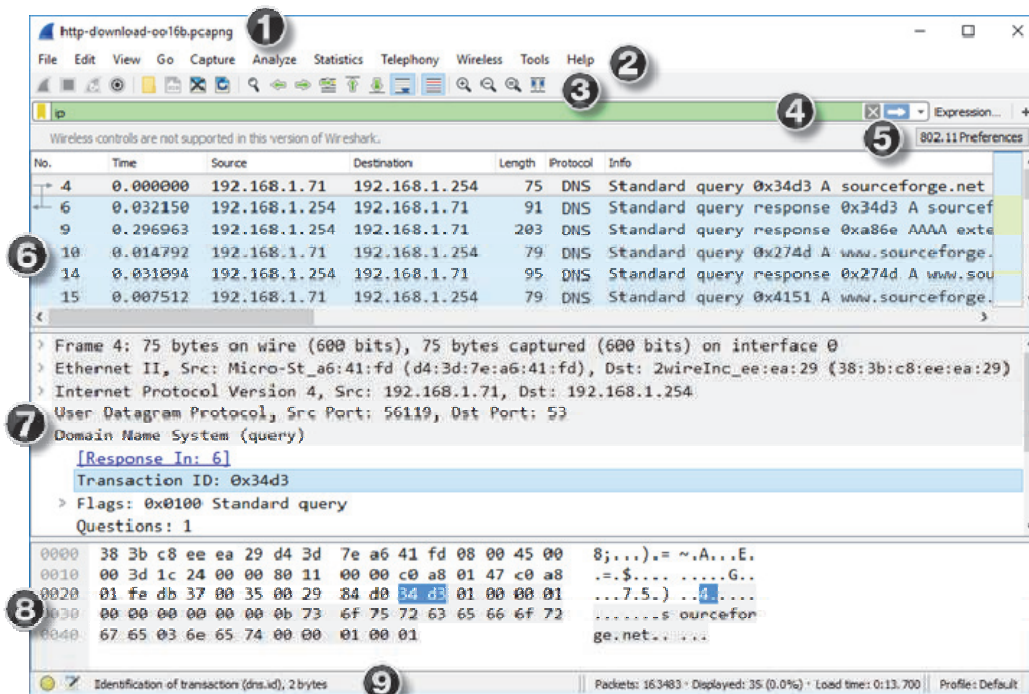 http-download-oo16b.pcapng
1
File Edit View Go Capture Analyze Statistics Telephony Wireless Tools Help
2
3
ip
4
Expression... +
Wireless controls are not supported in this version of Wireshark.
5
802.11 Preferences
No. Time Source Destination Length Protocol Info
4 0.000000 192.168.1.71 192.168.1.254 75 DNS Standard query 0x34d3 A sourceforge.net
6 0.032150 192.168.1.254 192.168.1.71 91 DNS Standard query response 0x34d3 A sourcef
9 0.296963 192.168.1.254 192.168.1.71 203 DNS Standard query response 0xa86e AAAA exte
6
10 0.014792 192.168.1.71 192.168.1.254 79 DNS Standard query 0x274d A www.sourceforge.
14 0.031094 192.168.1.254 192.168.1.71 95 DNS Standard query response 0x274d A www.sou
15 0.007512 192.168.1.71 192.168.1.254 79 DNS Standard query 0x4151 A www.sourceforge.
> Frame 4: 75 bytes on wire (600 bits), 75 bytes captured (600 bits) on interface 0
> Ethernet II, Src: Micro-St_a6:41:fd (d4:3d:7e:a6:41:fd), Dst: 2wireInc_ee:ea:29 (38:3b:c8:ee:ea:29)
> Internet Protocol Version 4, Src: 192.168.1.71, Dst: 192.168.1.254
User Datagram Protocol, Src Port: 56119, Dst Port: 53
7
Domain Name System (query)
[Response In: 6]
Transaction ID: 0x34d3
> Flags: 0x0100 Standard query
Questions: 1
0000 38 3b c8 ee ea 29 d4 3d 7e a6 41 fd 08 00 45 00 8;...).= ~.A...E.
0010 00 3d 1c 24 00 00 80 11 00 00 c0 a8 01 47 c0 a8 .=.$.... .....G..
0020 01 fe db 37 00 35 00 29 84 d0 34 d3 01 00 00 01 ...7.5.) ..4.....
8
0030 00 00 00 00 00 00 0b 73 6f 75 72 63 65 66 6f 72 .......s ourcefor
0040 67 65 03 6e 65 74 00 00 01 00 01 ge.net.. ...
Identification of transaction (dns.id), 2 bytes
9
Packets: 163483 · Displayed: 35 (0.0%) · Load time: 0:13.700
Profile: Default